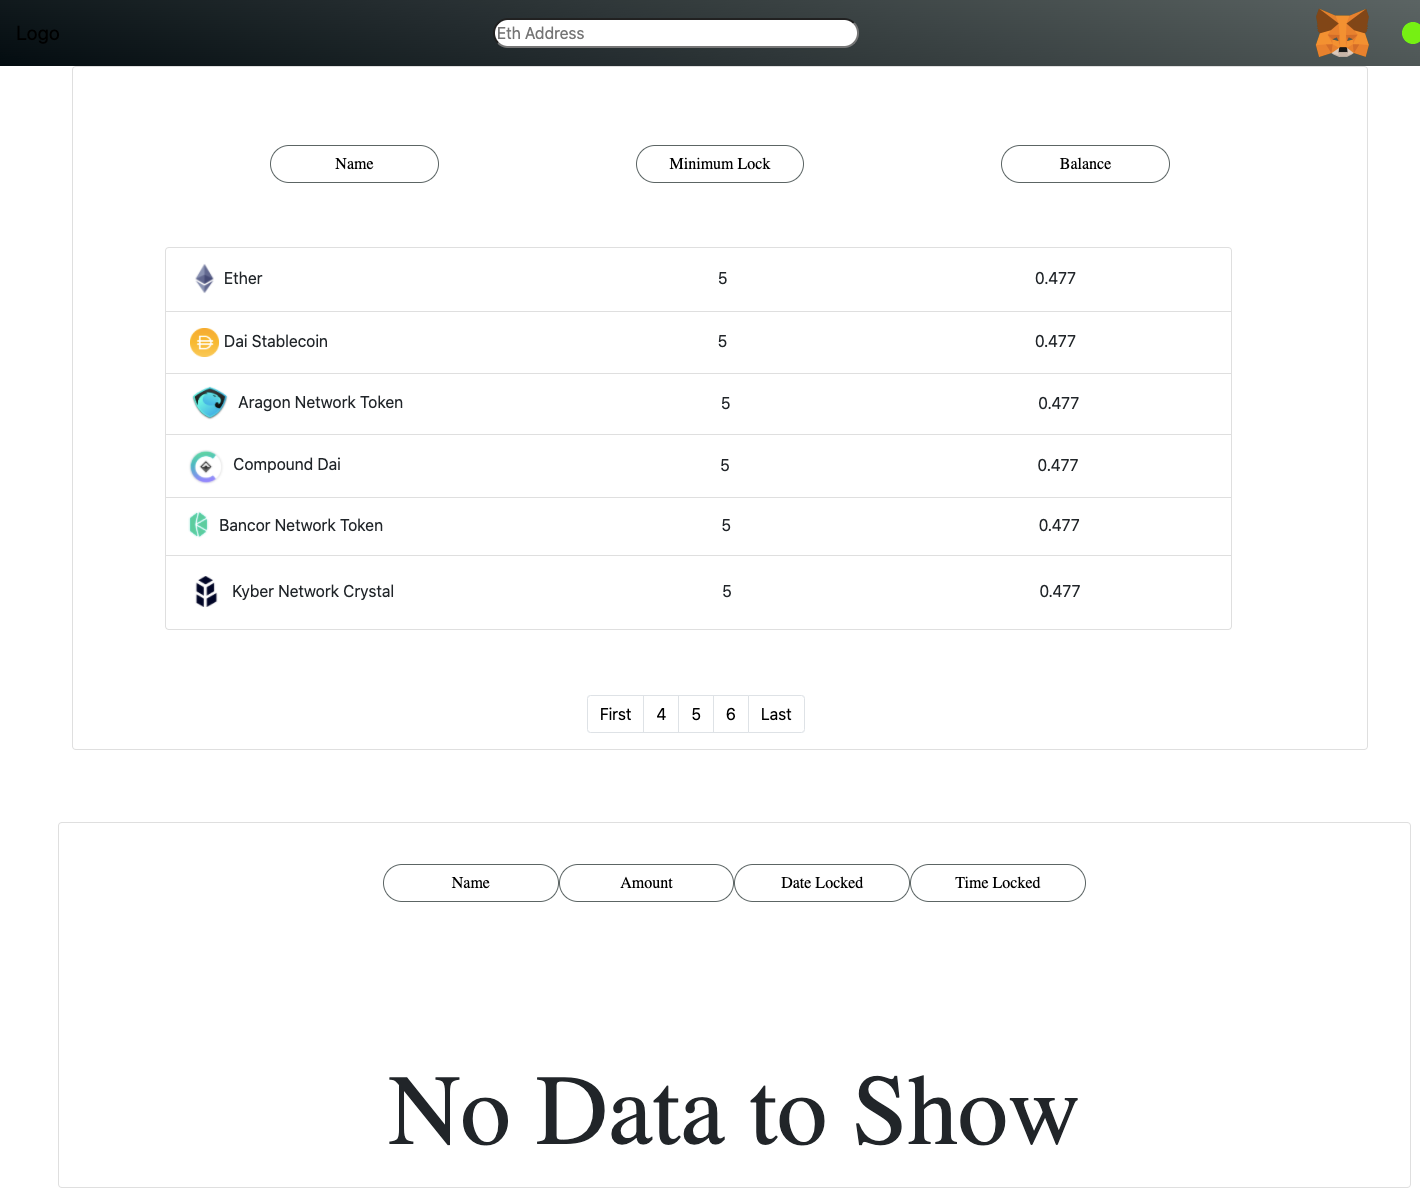 Logo
Eth Address
Name Minimum Lock Balance
Ether 5 0.477
Dai Stablecoin 5 0.477
Aragon Network Token 5 0.477
Compound Dai 5 0.477
Bancor Network Token 5 0.477
Kyber Network Crystal 5 0.477
First 4 5 6 Last
Name Amount Date Locked Time Locked
No Data to Show